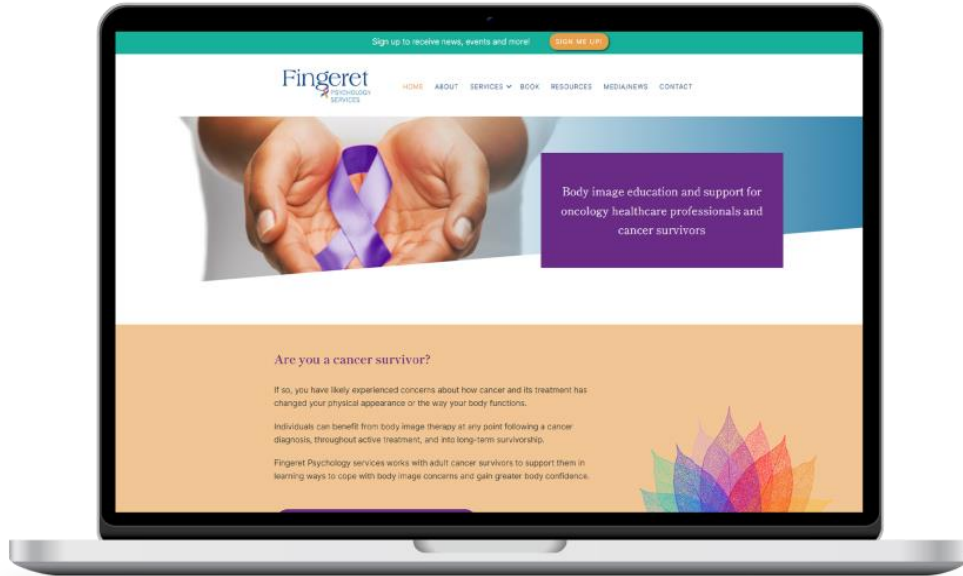 Sign up to receive news, events and more!
SIGN ME UP!
Fingeret
PSYCHOLOGY
SERVICES
HOME ABOUT SERVICES BOOK RESOURCES MEDIA/NEWS CONTACT
Body image education and support for
oncology healthcare professionals and
cancer survivors
Are you a cancer survivor?
If so, you have likely experienced concerns about how cancer and its treatment has
changed your physical appearance or the way your body functions.
Individuals can benefit from body image therapy at any point following a cancer
diagnosis, throughout active treatment, and into long-term survivorship.
Fingeret Psychology services works with adult cancer survivors to support them in
learning ways to cope with body image concerns and gain greater body confidence.